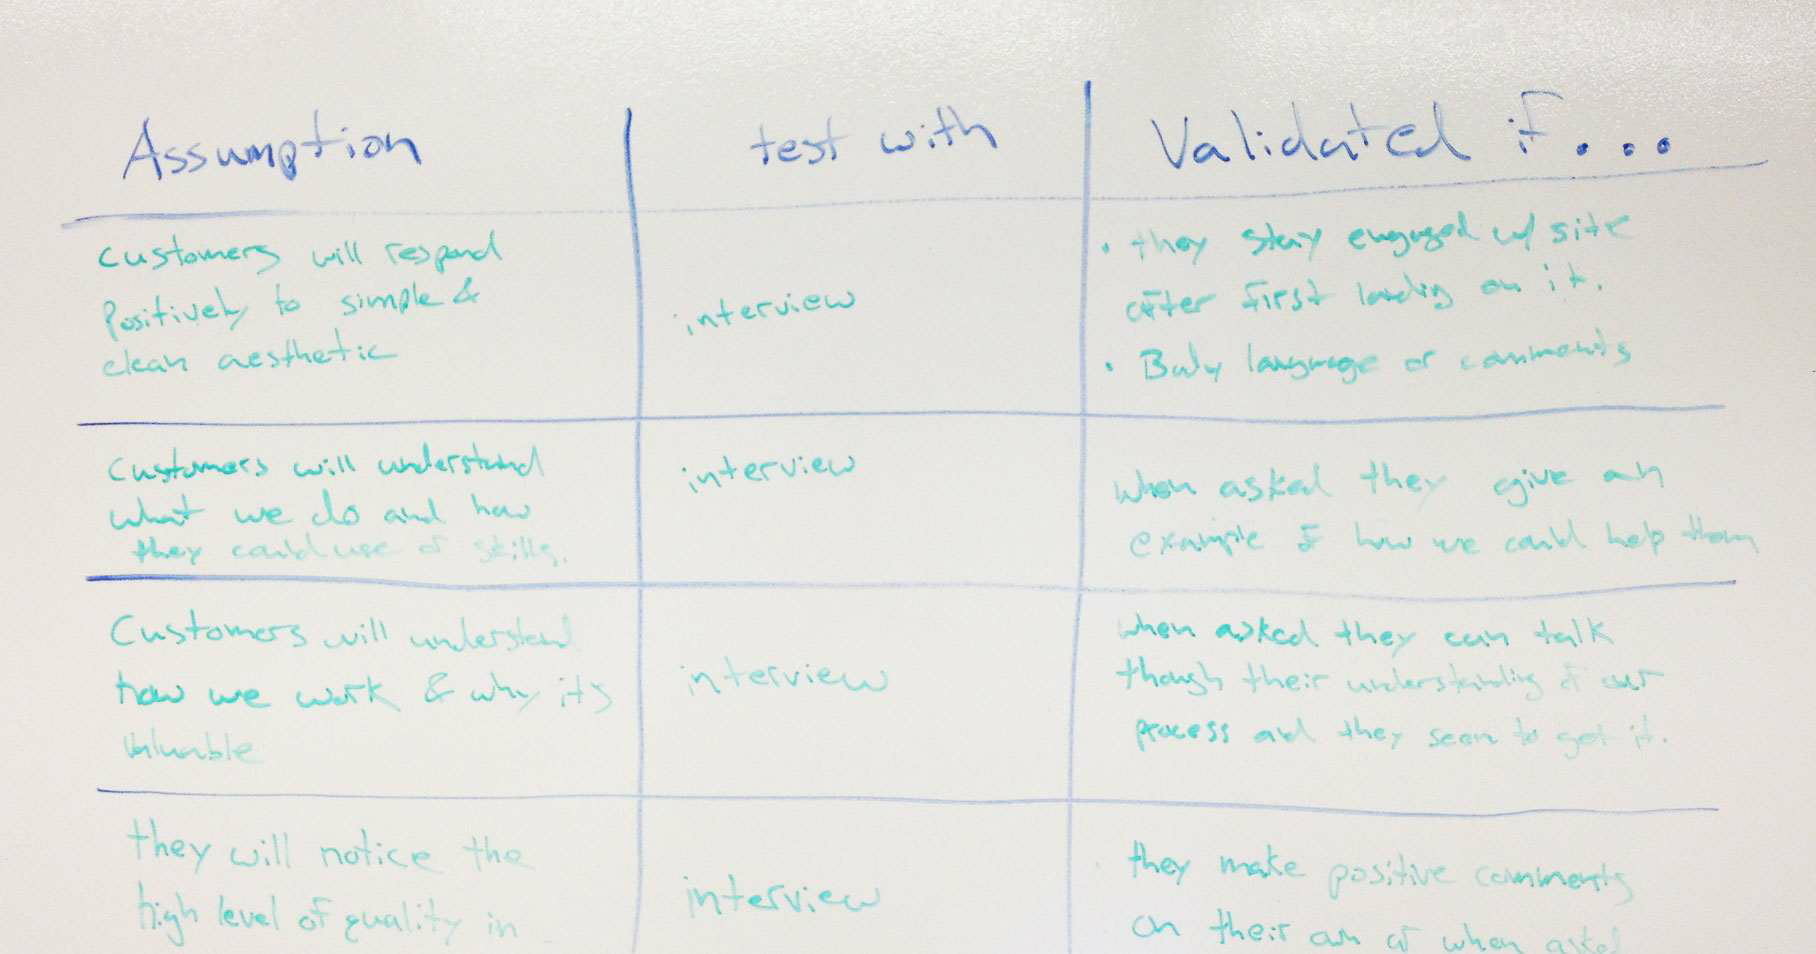 Assumption
test with
Validated if...
Customers will respond
positively to simple &
clean aesthetic
interview
• they stay engaged w/ site
after first landing on it.
• Body language or comments
Customers will understand
what we do and how
they could use our skills.
interview
when asked they give an
example of how we could help them
Customers will understand
how we work & why it's
valuable
interview
when asked they can talk
though their understanding of our
process and they seem to get it.
they will notice the
high level of quality in
interview
they make positive comments
on their own or when asked